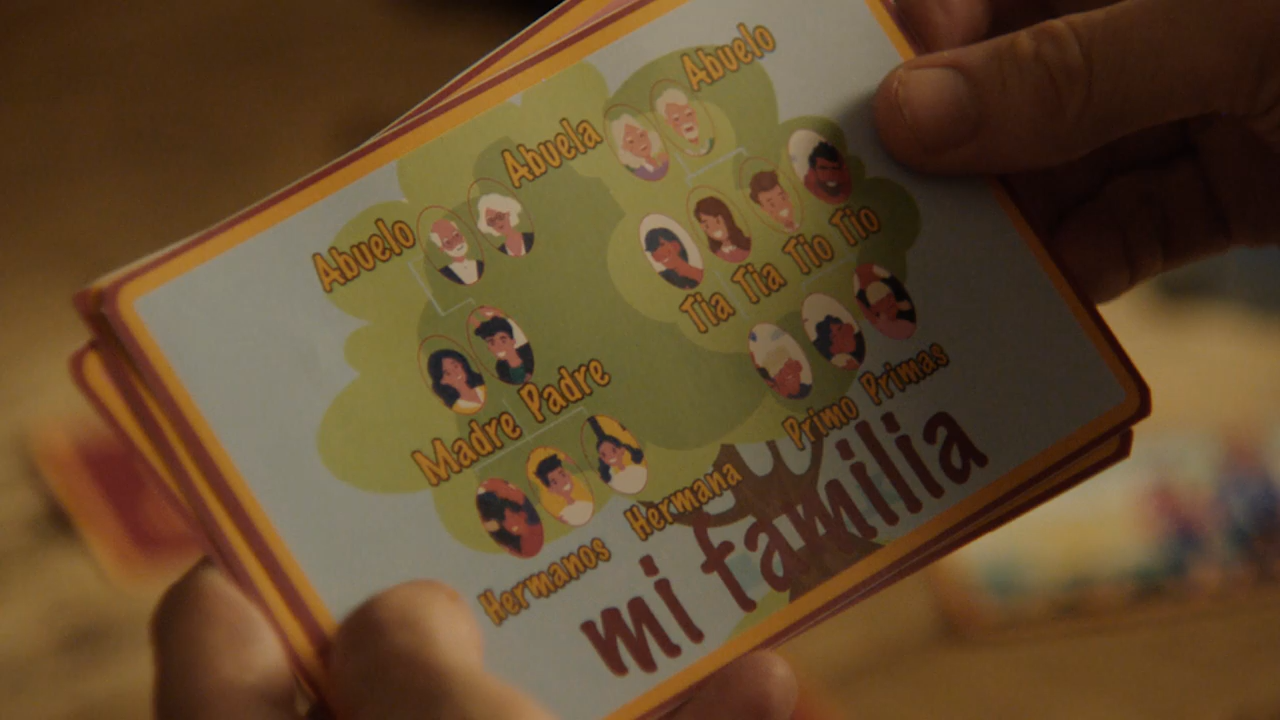 Abuelo
Abuela
Abuelo
Tia Tia Tio Tio
Madre Padre
Primo Primas
Hermanos Hermana
mi familia